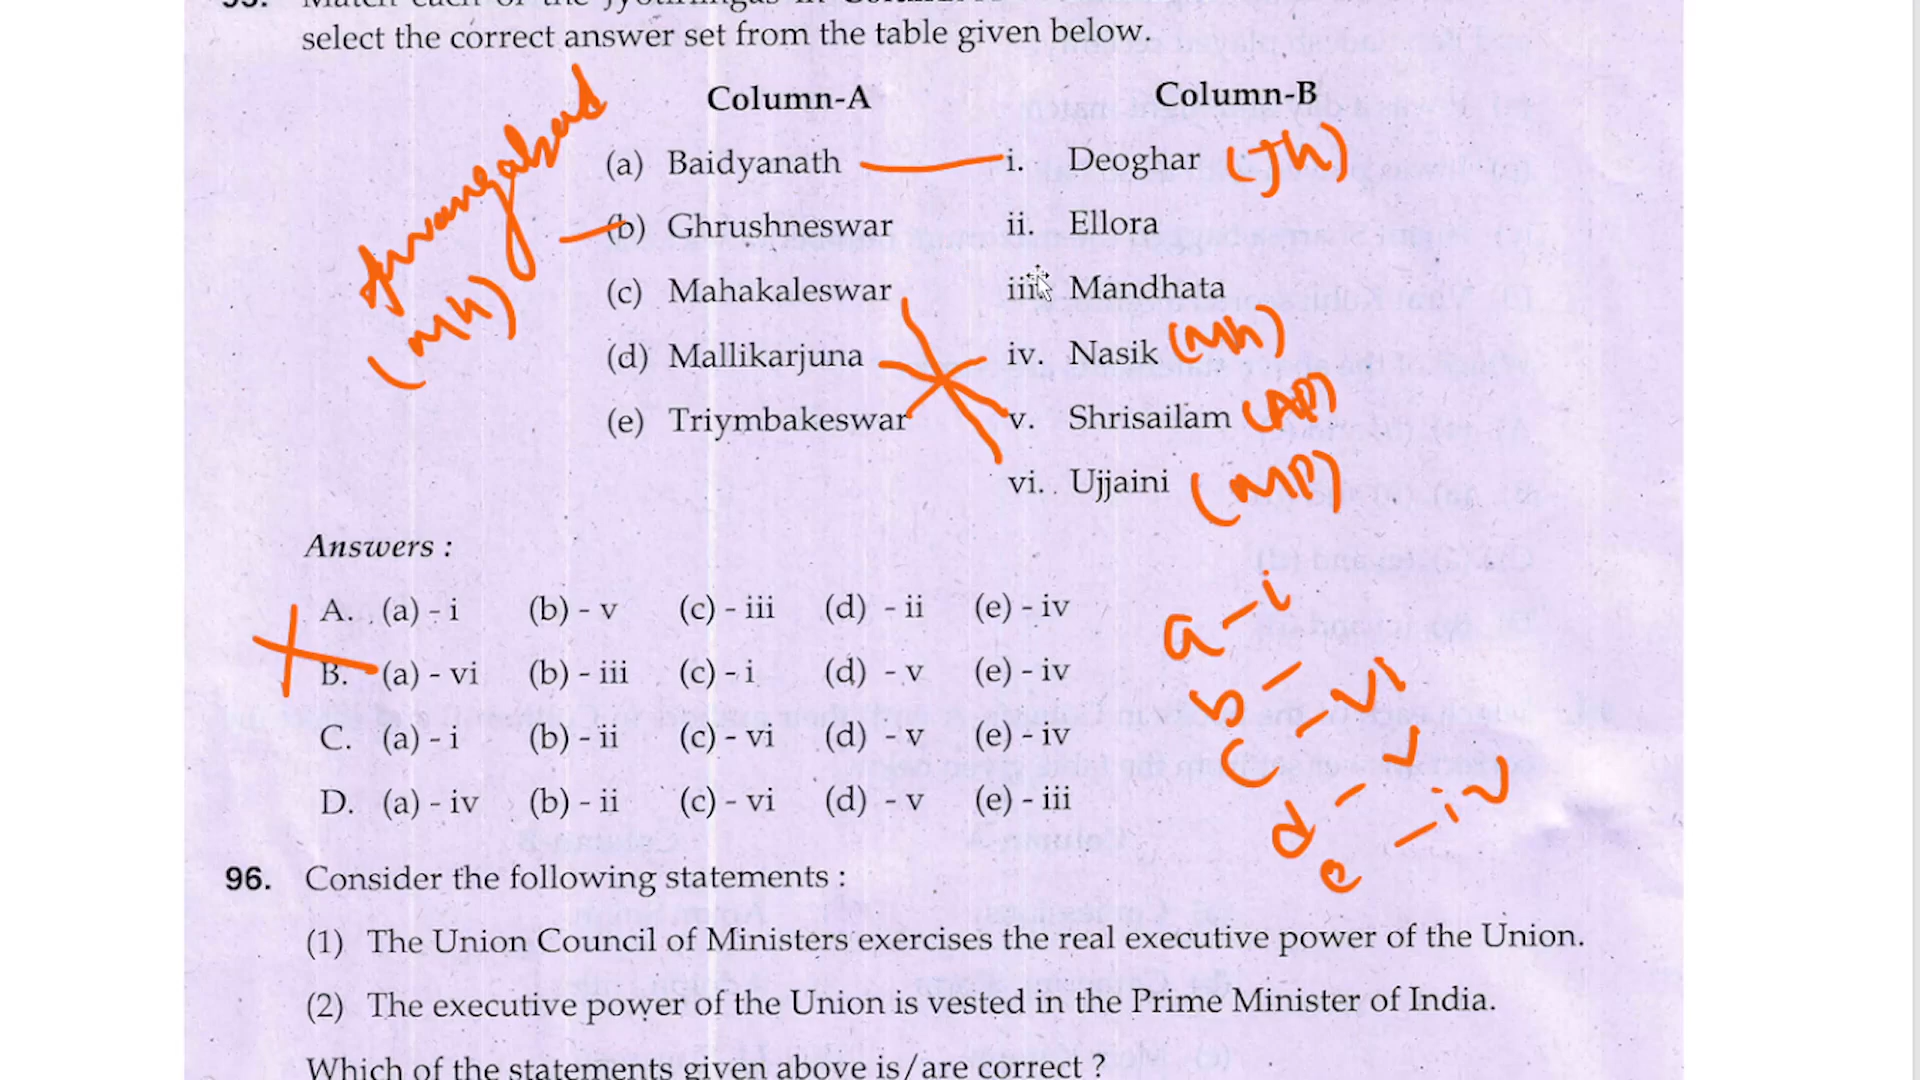 select the correct answer set from the table given below.
Column-A Column-B
(a) Baidyanath i. Deoghar (Jh)
(b) Ghrushneswar ii. Ellora
(c) Mahakaleswar iii. Mandhata
(d) Mallikarjuna iv. Nasik (Mh)
(e) Triymbakeswar v. Shrisailam (AP)
vi. Ujjaini (MP)
(MH)
Answers :
A. (a) - i (b) - v (c) - iii (d) - ii (e) - iv
B. (a) - vi (b) - iii (c) - i (d) - v (e) - iv
C. (a) - i (b) - ii (c) - vi (d) - v (e) - iv
D. (a) - iv (b) - ii (c) - vi (d) - v (e) - iii
a - i
b -
c - vi
d - v
e - iv
96. Consider the following statements :
(1) The Union Council of Ministers exercises the real executive power of the Union.
(2) The executive power of the Union is vested in the Prime Minister of India.
Which of the statements given above is/are correct ?